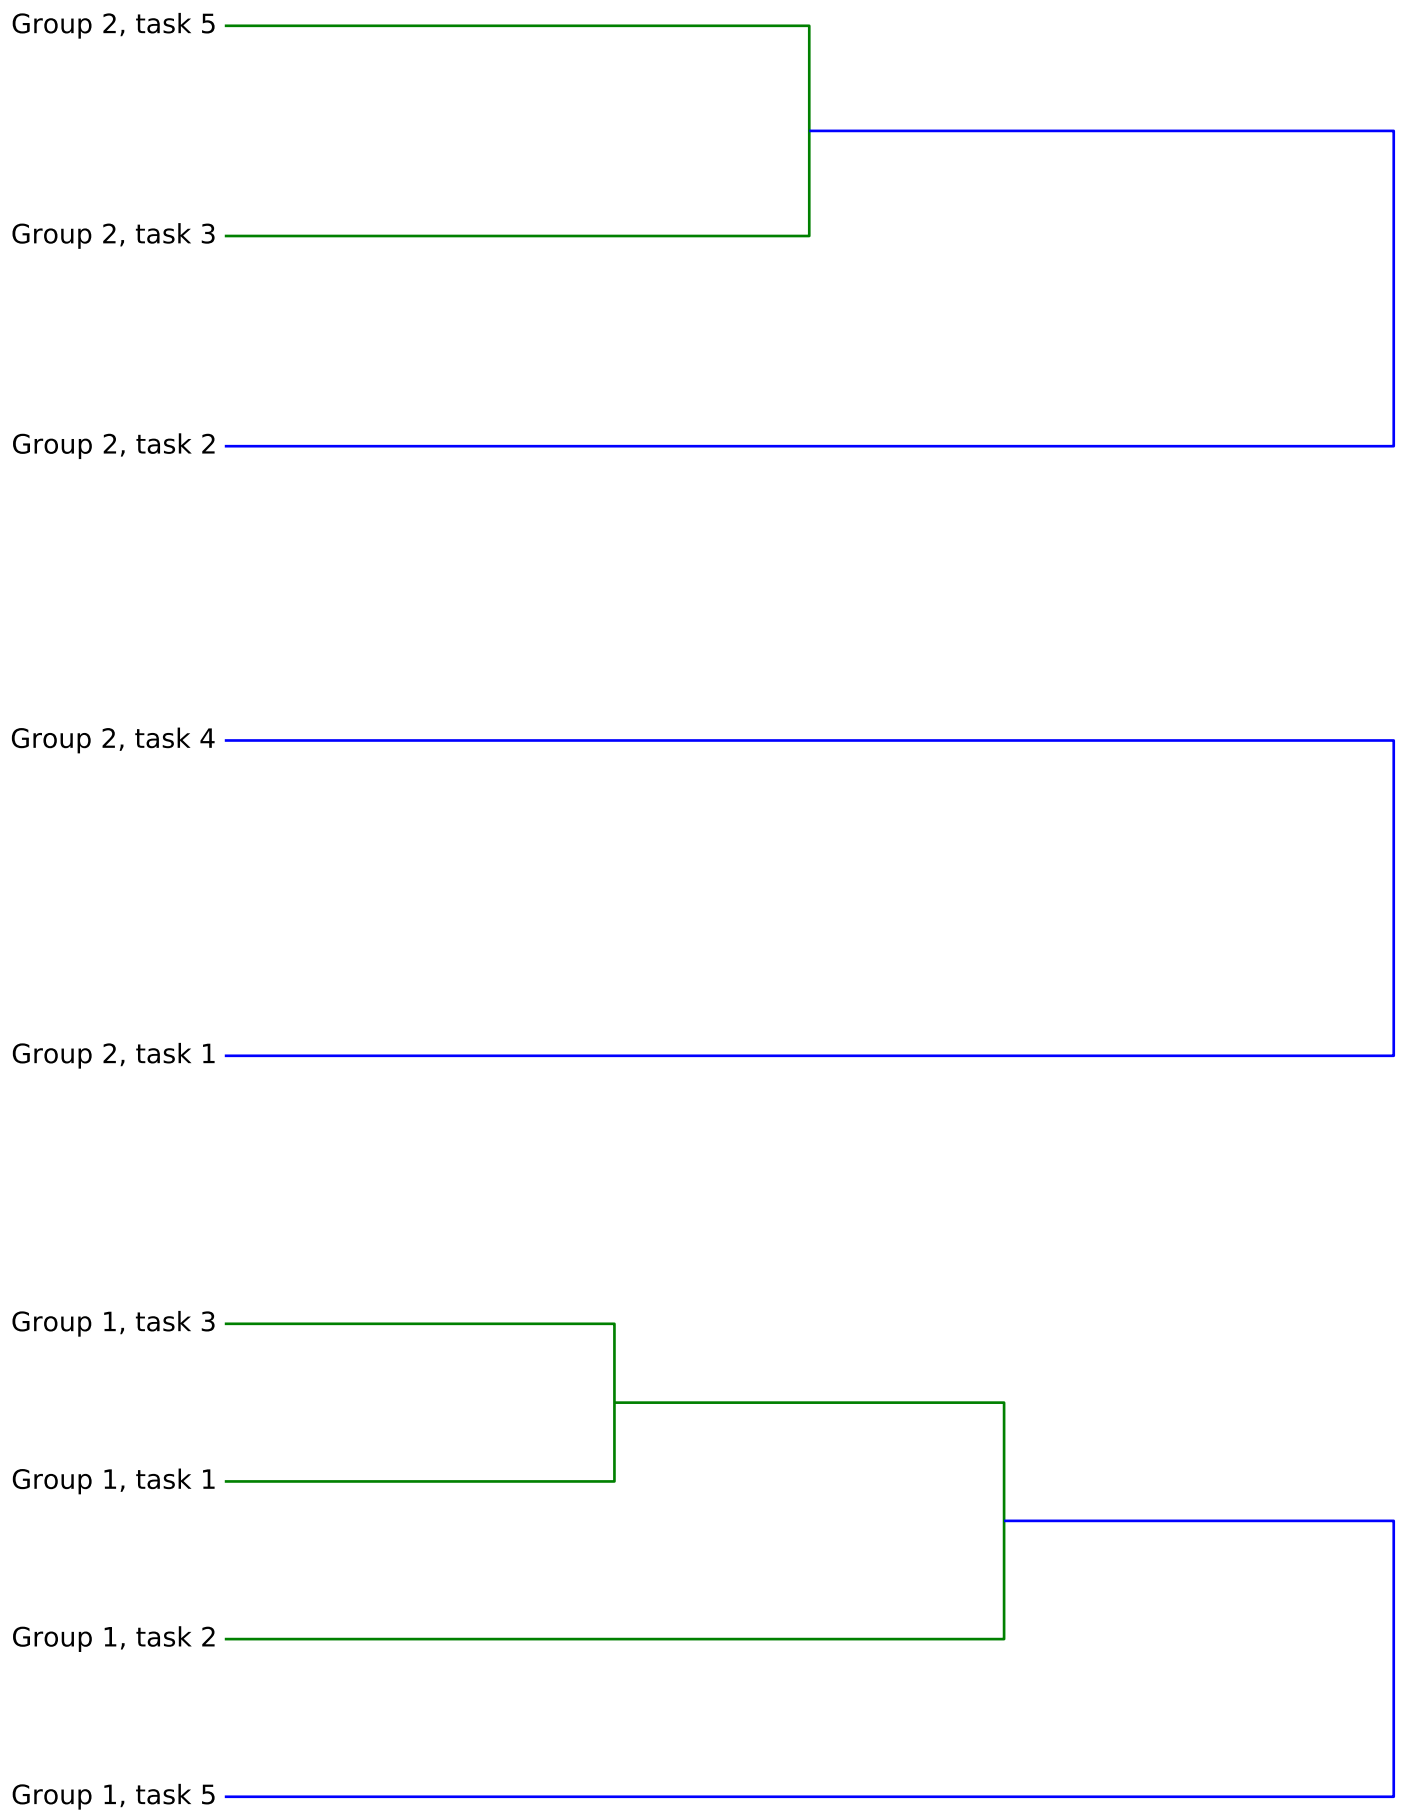 Group 2, task 5
Group 2, task 3
Group 2, task 2
Group 2, task 4
Group 2, task 1
Group 1, task 3
Group 1, task 1
Group 1, task 2
Group 1, task 5